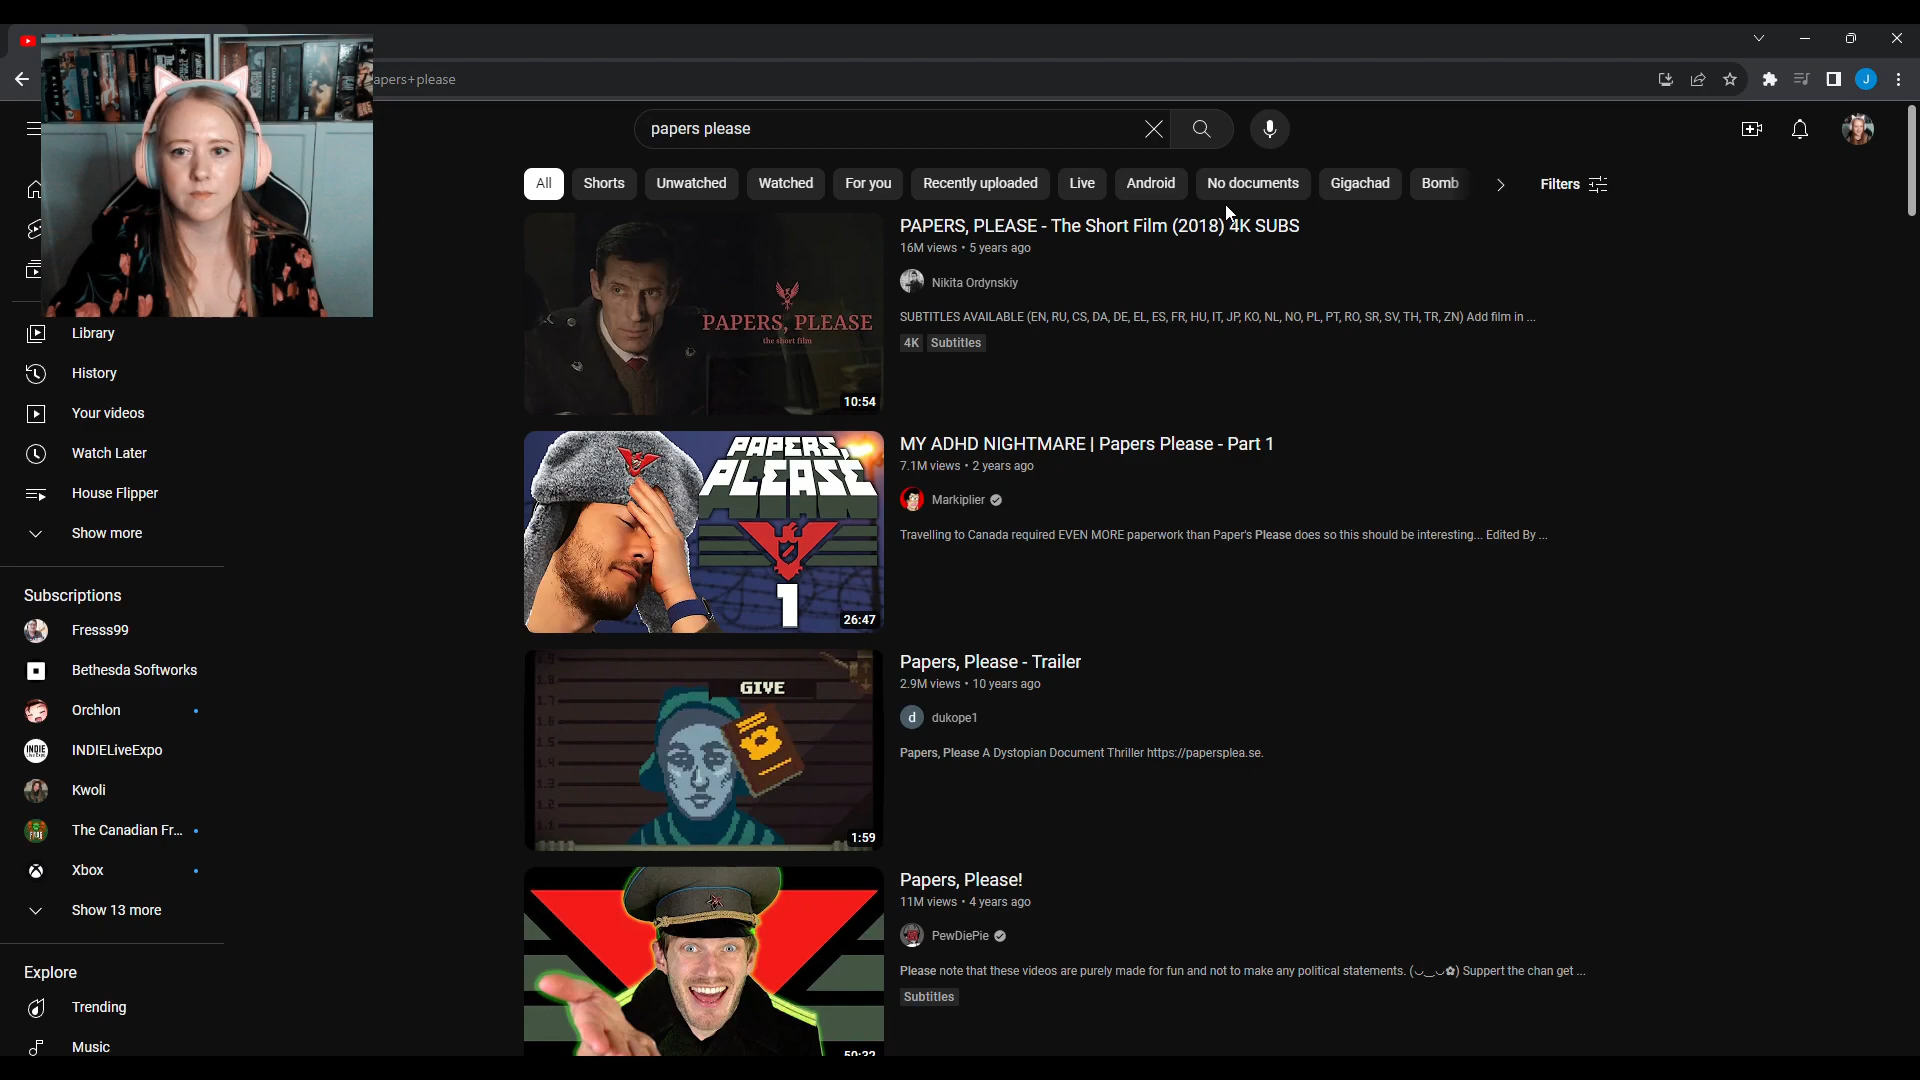 apers+please
J
papers please
All
Shorts
Unwatched
Watched
For you
Recently uploaded
Live
Android
No documents
Gigachad
Bomb
Filters
Library
History
Your videos
Watch Later
House Flipper
Show more
Subscriptions
Fresss99
Bethesda Softworks
Orchlon
INDIELiveExpo
Kwoli
The Canadian Fr...
Xbox
Show 13 more
Explore
Trending
Music
PAPERS, PLEASE
the short film
10:54
PAPERS, PLEASE - The Short Film (2018) 4K SUBS
16M views • 5 years ago
Nikita Ordynskiy
SUBTITLES AVAILABLE (EN, RU, CS, DA, DE, EL, ES, FR, HU, IT, JP, KO, NL, NO, PL, PT, RO, SR, SV, TH, TR, ZN) Add film in ...
4K Subtitles
PAPERS,
PLEASE
1
26:47
MY ADHD NIGHTMARE | Papers Please - Part 1
7.1M views • 2 years ago
Markiplier
Travelling to Canada required EVEN MORE paperwork than Paper's Please does so this should be interesting... Edited By ...
GIVE
1:59
Papers, Please - Trailer
2.9M views • 10 years ago
d dukope1
Papers, Please A Dystopian Document Thriller https://papersplea.se.
50:32
Papers, Please!
11M views • 4 years ago
PewDiePie
Please note that these videos are purely made for fun and not to make any political statements. (◡‿◡✿) Suppert the chan get ...
Subtitles